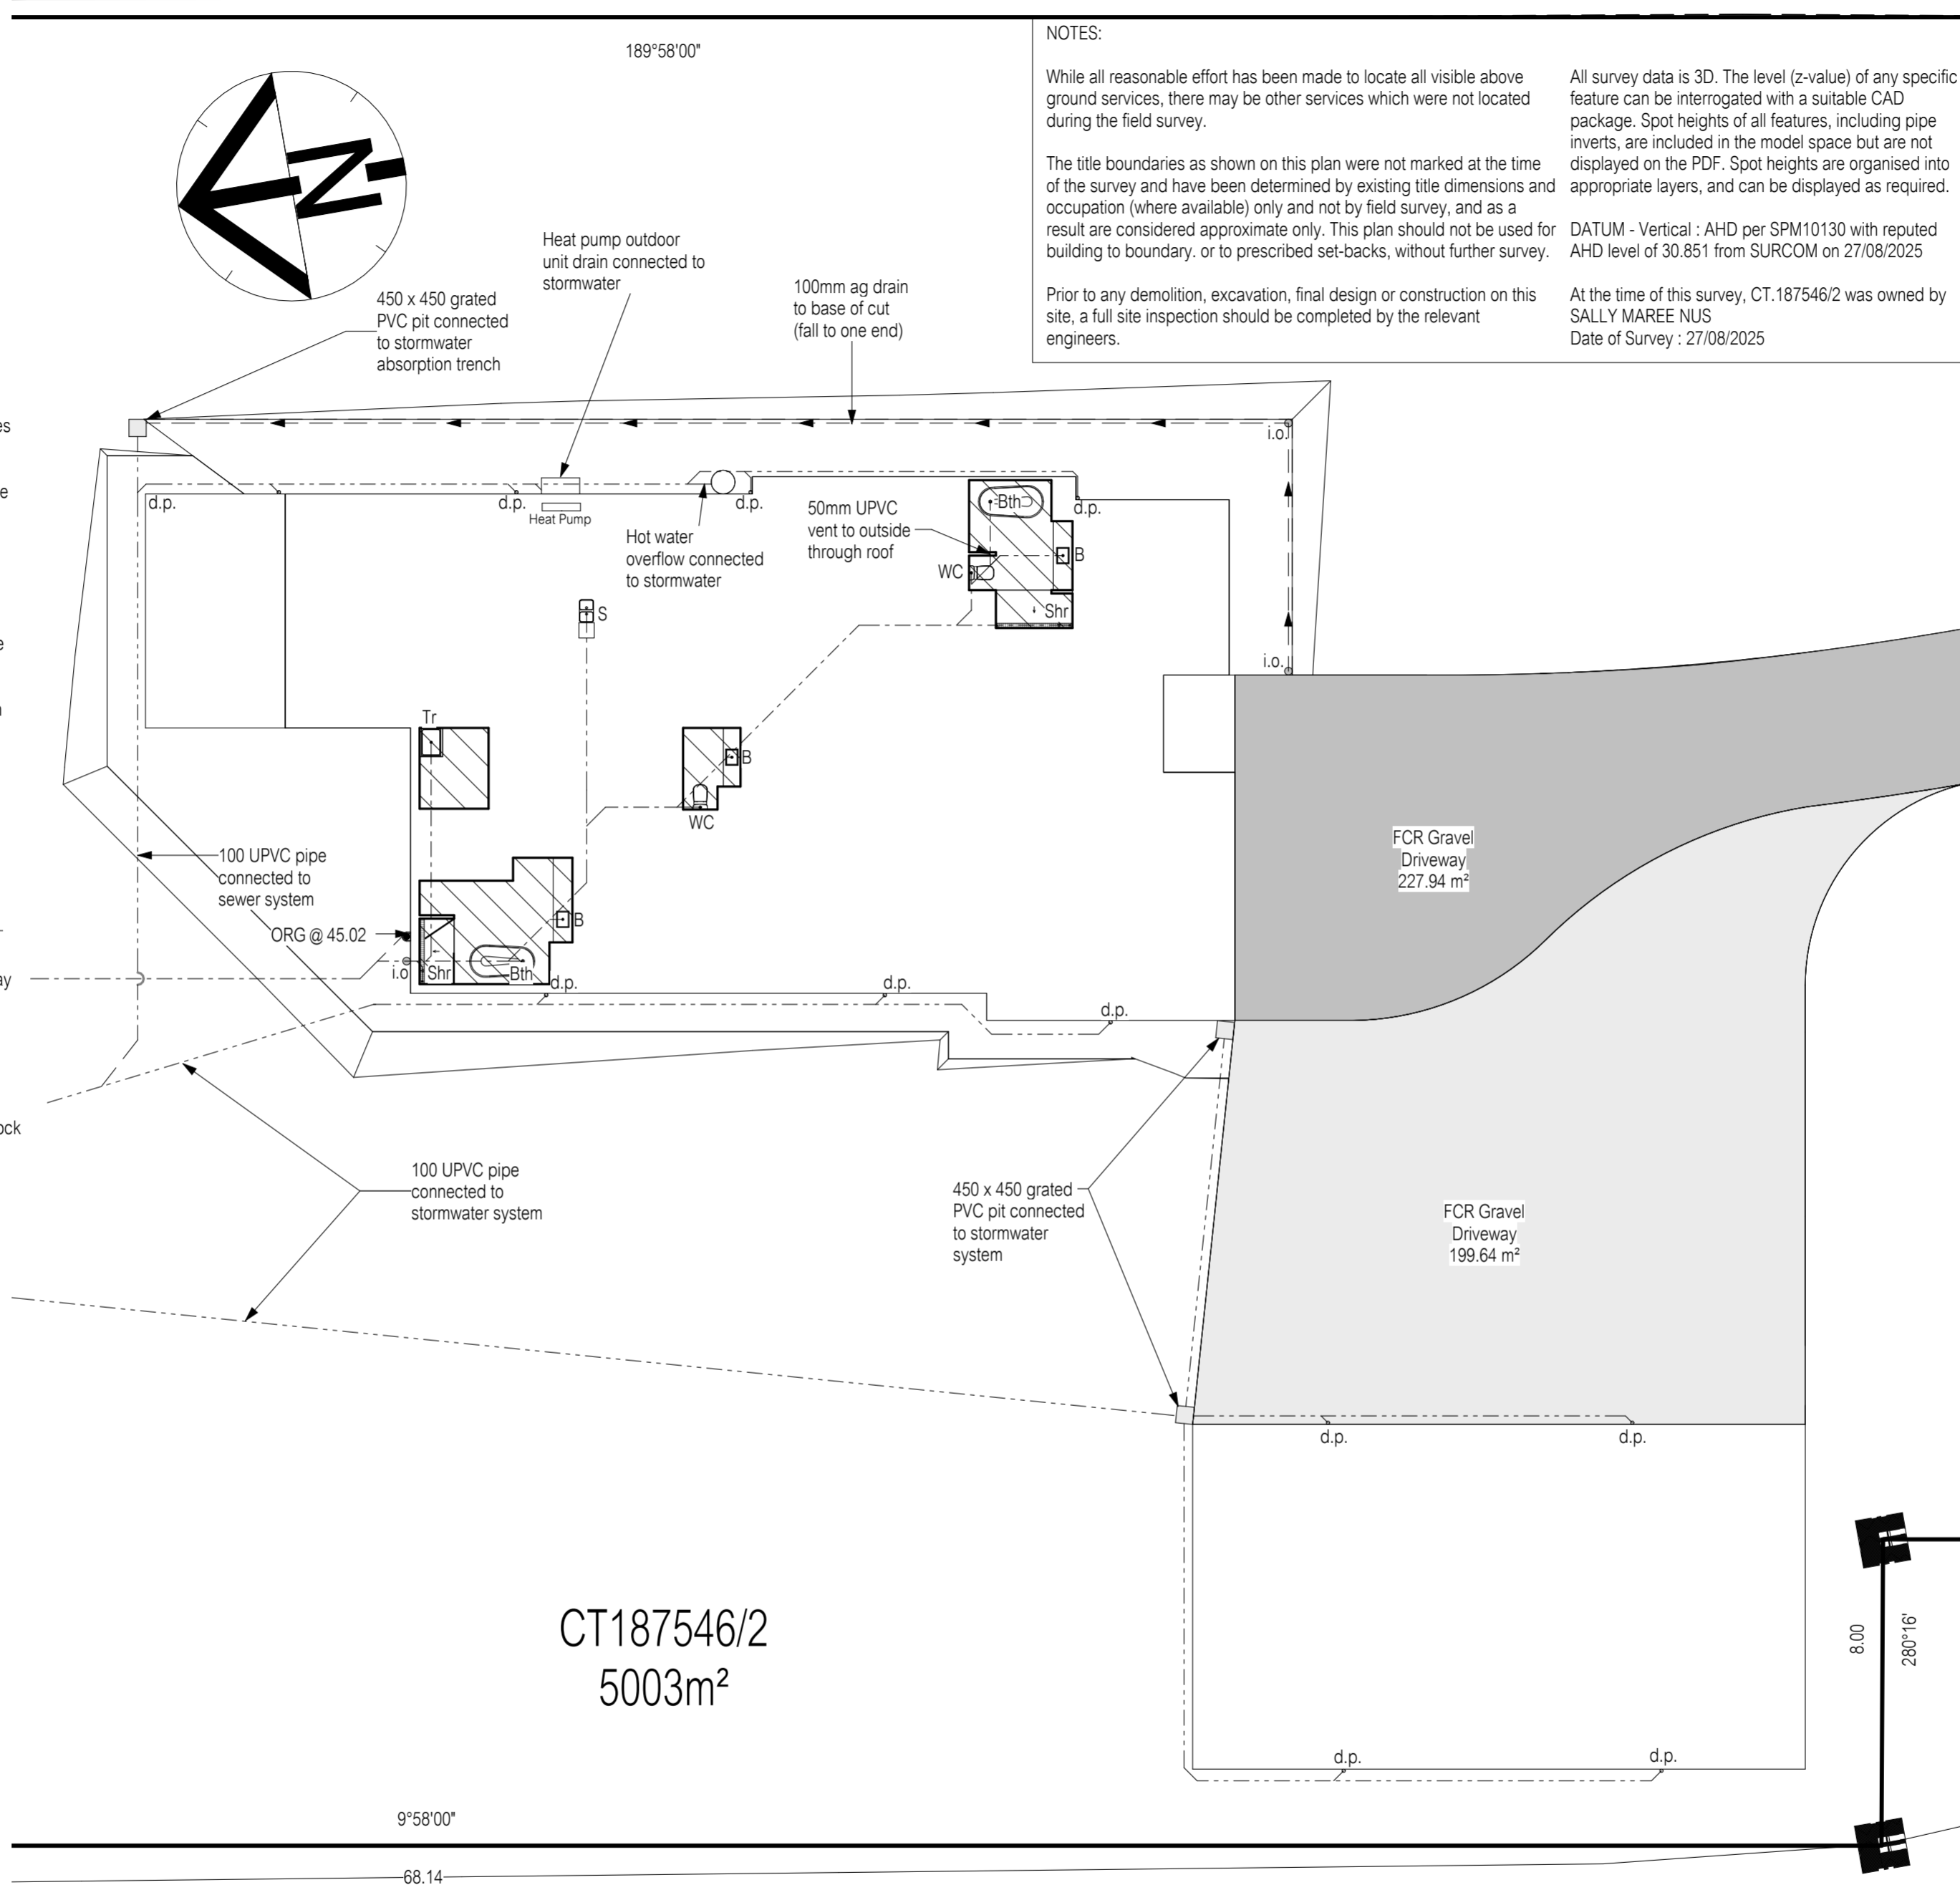 189°58'00"
NOTES:
While all reasonable effort has been made to locate all visible above
ground services, there may be other services which were not located
during the field survey.
The title boundaries as shown on this plan were not marked at the time
of the survey and have been determined by existing title dimensions and
occupation (where available) only and not by field survey, and as a
result are considered approximate only. This plan should not be used for
building to boundary. or to prescribed set-backs, without further survey.
Prior to any demolition, excavation, final design or construction on this
site, a full site inspection should be completed by the relevant
engineers.
All survey data is 3D. The level (z-value) of any specific
feature can be interrogated with a suitable CAD
package. Spot heights of all features, including pipe
inverts, are included in the model space but are not
displayed on the PDF. Spot heights are organised into
appropriate layers, and can be displayed as required.
DATUM - Vertical : AHD per SPM10130 with reputed
AHD level of 30.851 from SURCOM on 27/08/2025
At the time of this survey, CT.187546/2 was owned by
SALLY MAREE NUS
Date of Survey : 27/08/2025
N
Heat pump outdoor
unit drain connected to
stormwater
450 x 450 grated
PVC pit connected
to stormwater
absorption trench
100mm ag drain
to base of cut
(fall to one end)
i.o.
d.p.
d.p.
Heat Pump
d.p.
Hot water
overflow connected
to stormwater
50mm UPVC
vent to outside
through roof
Bth
d.p.
B
WC
Shr
S
i.o.
Tr
B
WC
100 UPVC pipe
connected to
sewer system
ORG @ 45.02
B
i.o
Shr
Bth
d.p.
d.p.
d.p.
FCR Gravel
Driveway
227.94 m²
100 UPVC pipe
connected to
stormwater system
450 x 450 grated
PVC pit connected
to stormwater
system
FCR Gravel
Driveway
199.64 m²
d.p.
d.p.
CT187546/2
5003m²
8.00
280°16'
d.p.
d.p.
9°58'00"
68.14